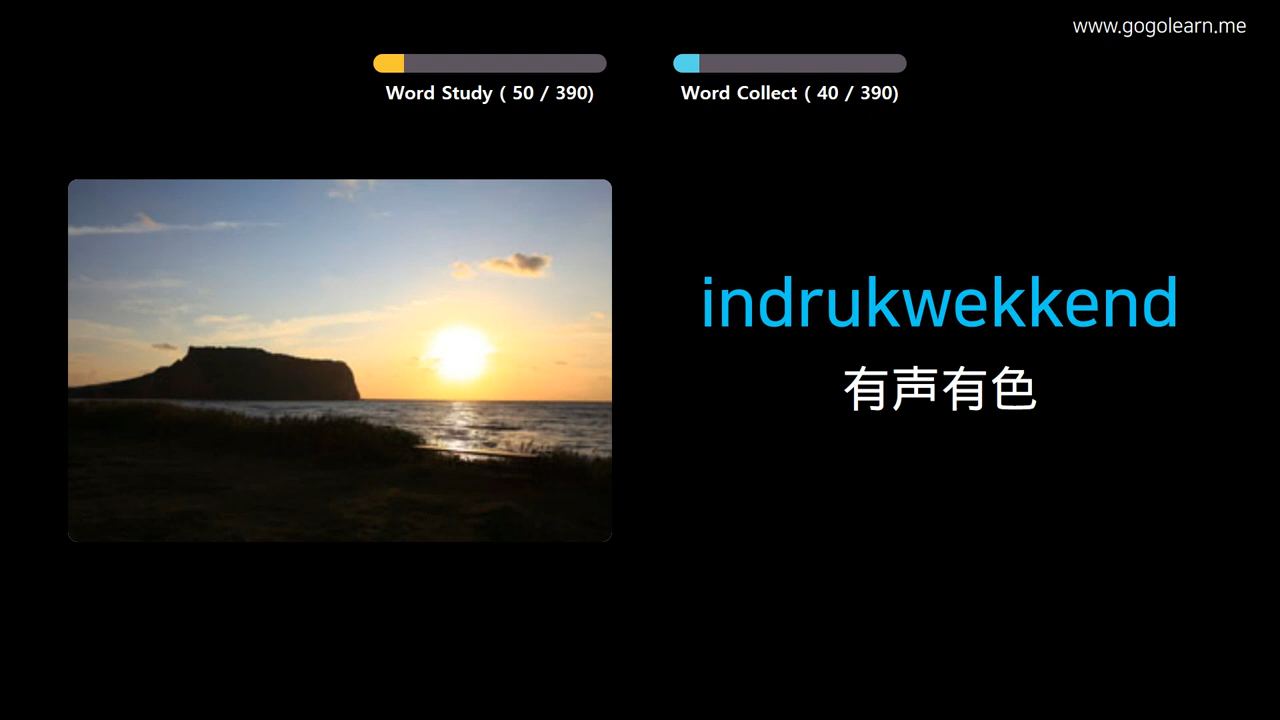 www.gogolearn.me
Word Study ( 50 / 390)
Word Collect ( 40 / 390)
indrukwekkend
有声有色